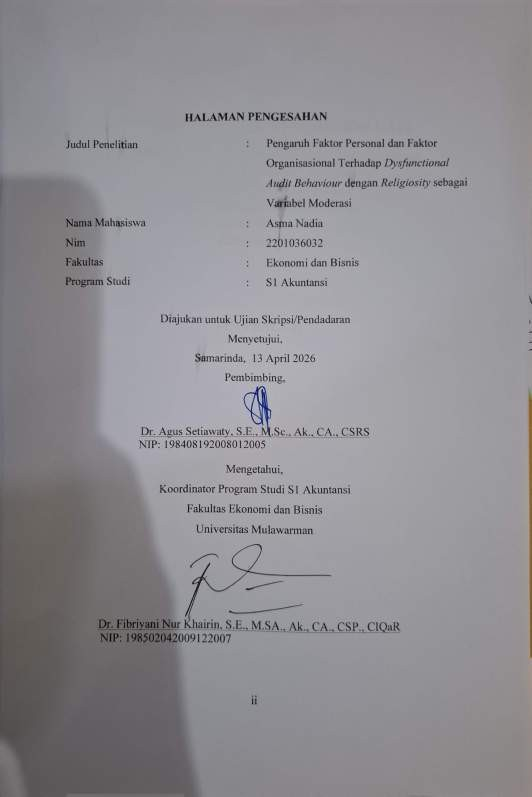 HALAMAN PENGESAHAN
Judul Penelitian : Pengaruh Faktor Personal dan Faktor
Organisasional Terhadap Dysfunctional
Audit Behaviour dengan Religiosity sebagai
Variabel Moderasi
Nama Mahasiswa : Asma Nadia
Nim : 2201036032
Fakultas : Ekonomi dan Bisnis
Program Studi : S1 Akuntansi
Diajukan untuk Ujian Skripsi/Pendadaran
Menyetujui,
Samarinda, 13 April 2026
Pembimbing,
Dr. Agus Setiawaty, S.E., M.Sc., Ak., CA., CSRS
NIP: 198408192008012005
Mengetahui,
Koordinator Program Studi S1 Akuntansi
Fakultas Ekonomi dan Bisnis
Universitas Mulawarman
Dr. Fibriyani Nur Khairin, S.E., M.SA., Ak., CA., CSP., CIQaR
NIP: 198502042009122007
ii